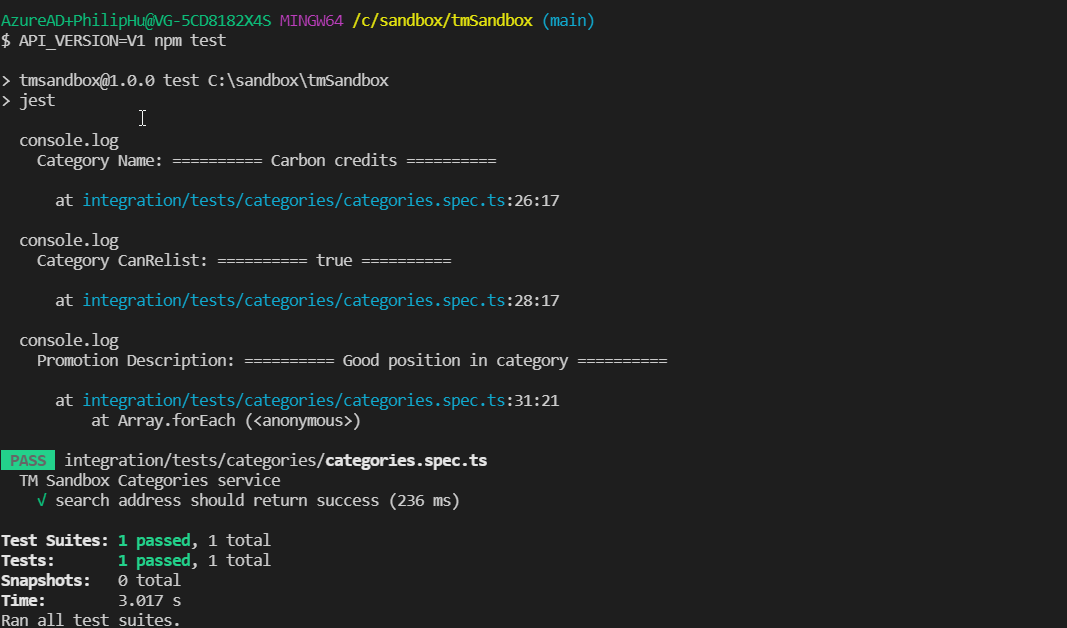 AzureAD+PhilipHu@VG-5CD8182X4S MINGW64 /c/sandbox/tmSandbox (main)
$ API_VERSION=V1 npm test
> tmsandbox@1.0.0 test C:\sandbox\tmSandbox
> jest
console.log
Category Name: ========== Carbon credits ==========
at integration/tests/categories/categories.spec.ts:26:17
console.log
Category CanRelist: ========== true ==========
at integration/tests/categories/categories.spec.ts:28:17
console.log
Promotion Description: ========== Good position in category ==========
at integration/tests/categories/categories.spec.ts:31:21
at Array.forEach (<anonymous>)
PASS integration/tests/categories/categories.spec.ts
TM Sandbox Categories service
√ search address should return success (236 ms)
Test Suites: 1 passed, 1 total
Tests: 1 passed, 1 total
Snapshots: 0 total
Time: 3.017 s
Ran all test suites.